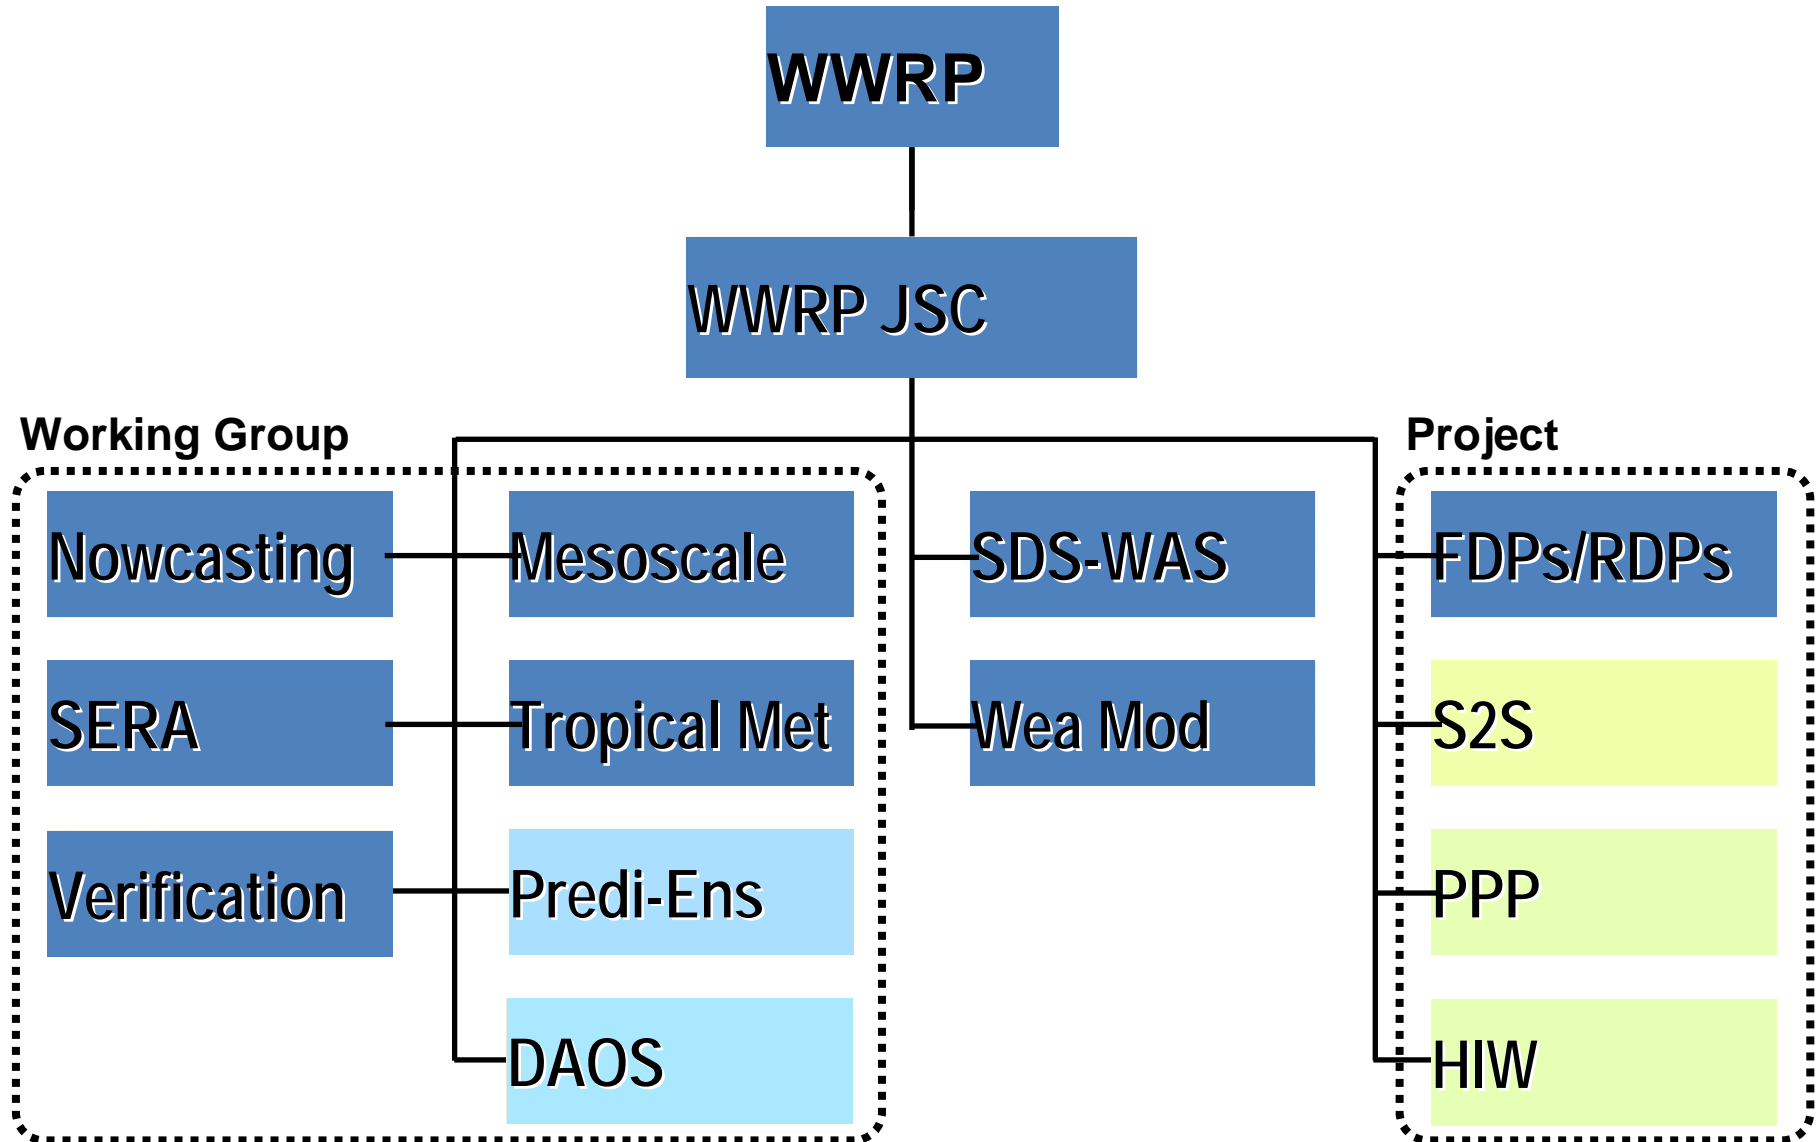 WWRP
WWRP JSC
Working Group
Project
Nowcasting
Mesoscale
SDS-WAS
FDPs/RDPs
SERA
Tropical Met
Wea Mod
S2S
Verification
Predi-Ens
PPP
DAOS
HIW